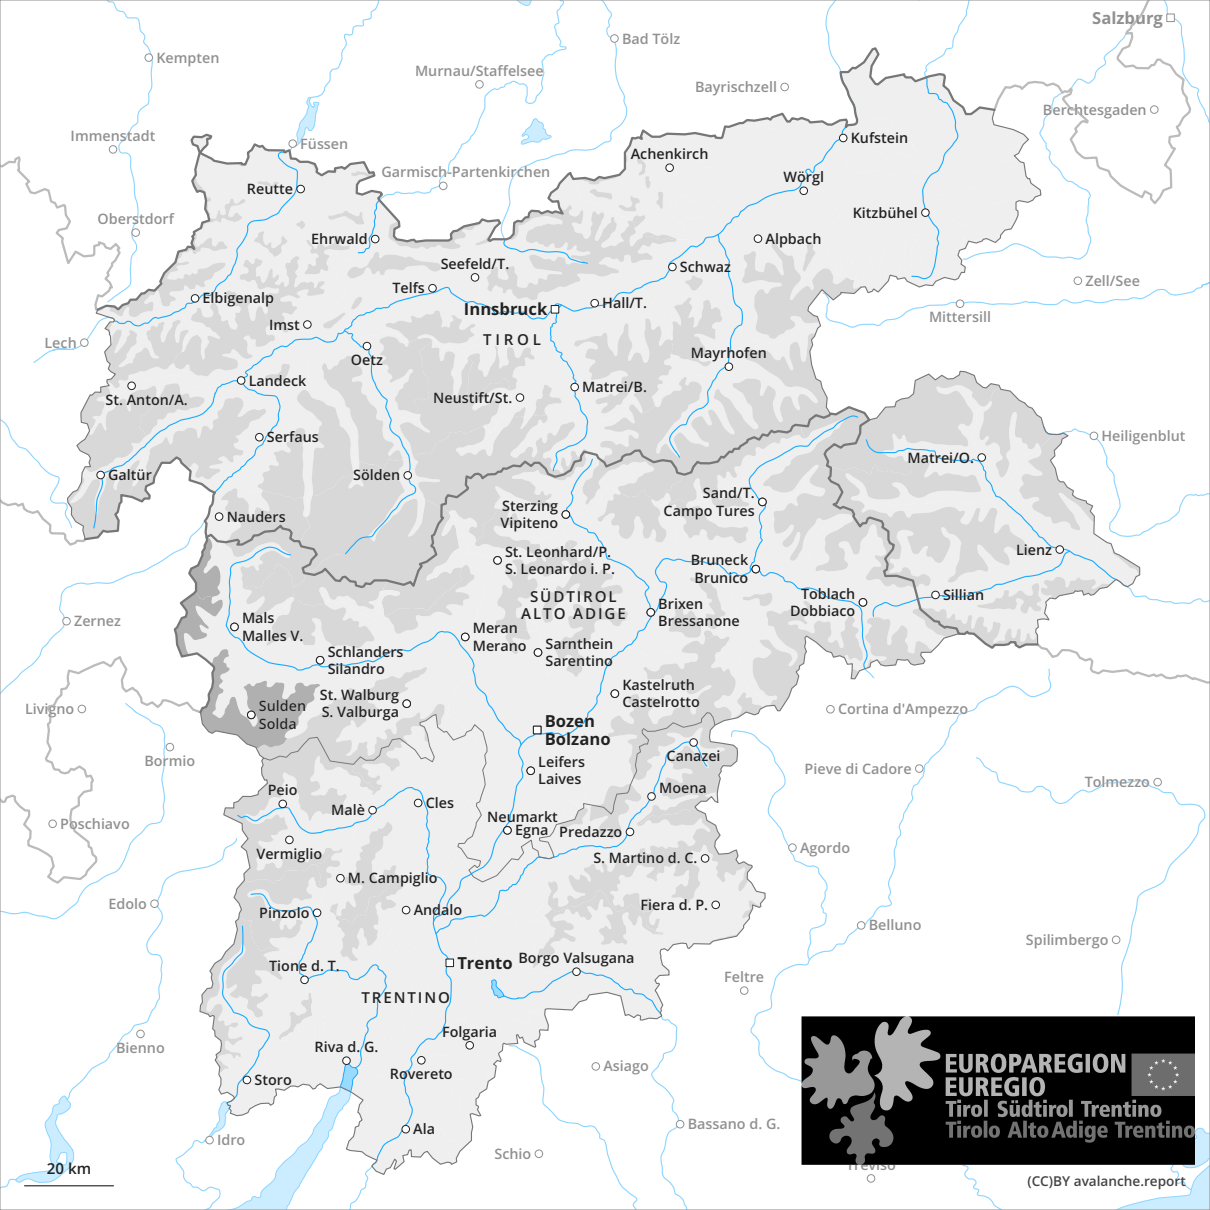 Salzburg
Bad Tölz
Kempten
Murnau/Staffelsee
Bayrischzell
Berchtesgaden
Immenstadt
Füssen
Kufstein
Achenkirch
Garmisch-Partenkirchen
Wörgl
Reutte
Oberstdorf
Kitzbühel
Ehrwald
Alpbach
Seefeld/T.
Schwaz
Zell/See
Telfs
Elbigenalp
Hall/T.
Innsbruck
Mittersill
Imst
TIROL
Lech
Mayrhofen
Oetz
Landeck
Matrei/B.
St. Anton/A.
Neustift/St.
Serfaus
Heiligenblut
Matrei/O.
Galtür
Sölden
Sand/T.
Campo Tures
Sterzing
Vipiteno
Nauders
Lienz
St. Leonhard/P.
S. Leonardo i. P.
Bruneck
Brunico
SÜDTIROL
ALTO ADIGE
Toblach
Dobbiaco
Sillian
Brixen
Bressanone
Zernez
Mals
Malles V.
Meran
Merano
Sarnthein
Sarentino
Schlanders
Silandro
Kastelruth
Castelrotto
St. Walburg
S. Valburga
Sulden
Solda
Livigno
Cortina d'Ampezzo
Bozen
Bolzano
Bormio
Canazei
Leifers
Laives
Pieve di Cadore
Tolmezzo
Peio
Moena
Malè
Cles
Neumarkt
Egna
Predazzo
Poschiavo
Agordo
Vermiglio
S. Martino d. C.
M. Campiglio
Edolo
Pinzolo
Andalo
Fiera d. P.
Belluno
Spilimbergo
Borgo Valsugana
Trento
Tione d. T.
Feltre
TRENTINO
Folgaria
Bienno
Riva d. G.
Asiago
Rovereto
Storo
EUROPAREGION
EUREGIO
Tirol Südtirol Trentino
Tirolo Alto Adige Trentino
Bassano d. G.
Ala
Idro
Schio
Treviso
20 km
(CC)BY avalanche.report